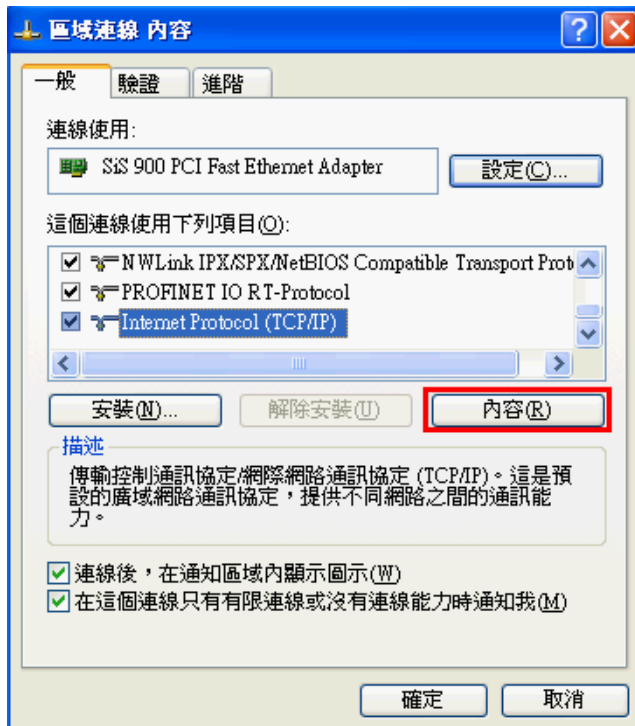 區域連線 內容
一般 驗證 進階
連線使用:
SiS 900 PCI Fast Ethernet Adapter 設定(C)...
這個連線使用下列項目(O):
NWLink IPX/SPX/NetBIOS Compatible Transport Prot
PROFINET IO RT-Protocol
Internet Protocol (TCP/IP)
安裝(N)... 解除安裝(U) 內容(R)
描述
傳輸控制通訊協定/網際網路通訊協定 (TCP/IP)。這是預
設的廣域網路通訊協定，提供不同網路之間的通訊能
力。
連線後，在通知區域內顯示圖示(W)
在這個連線只有有限連線或沒有連線能力時通知我(M)
確定 取消